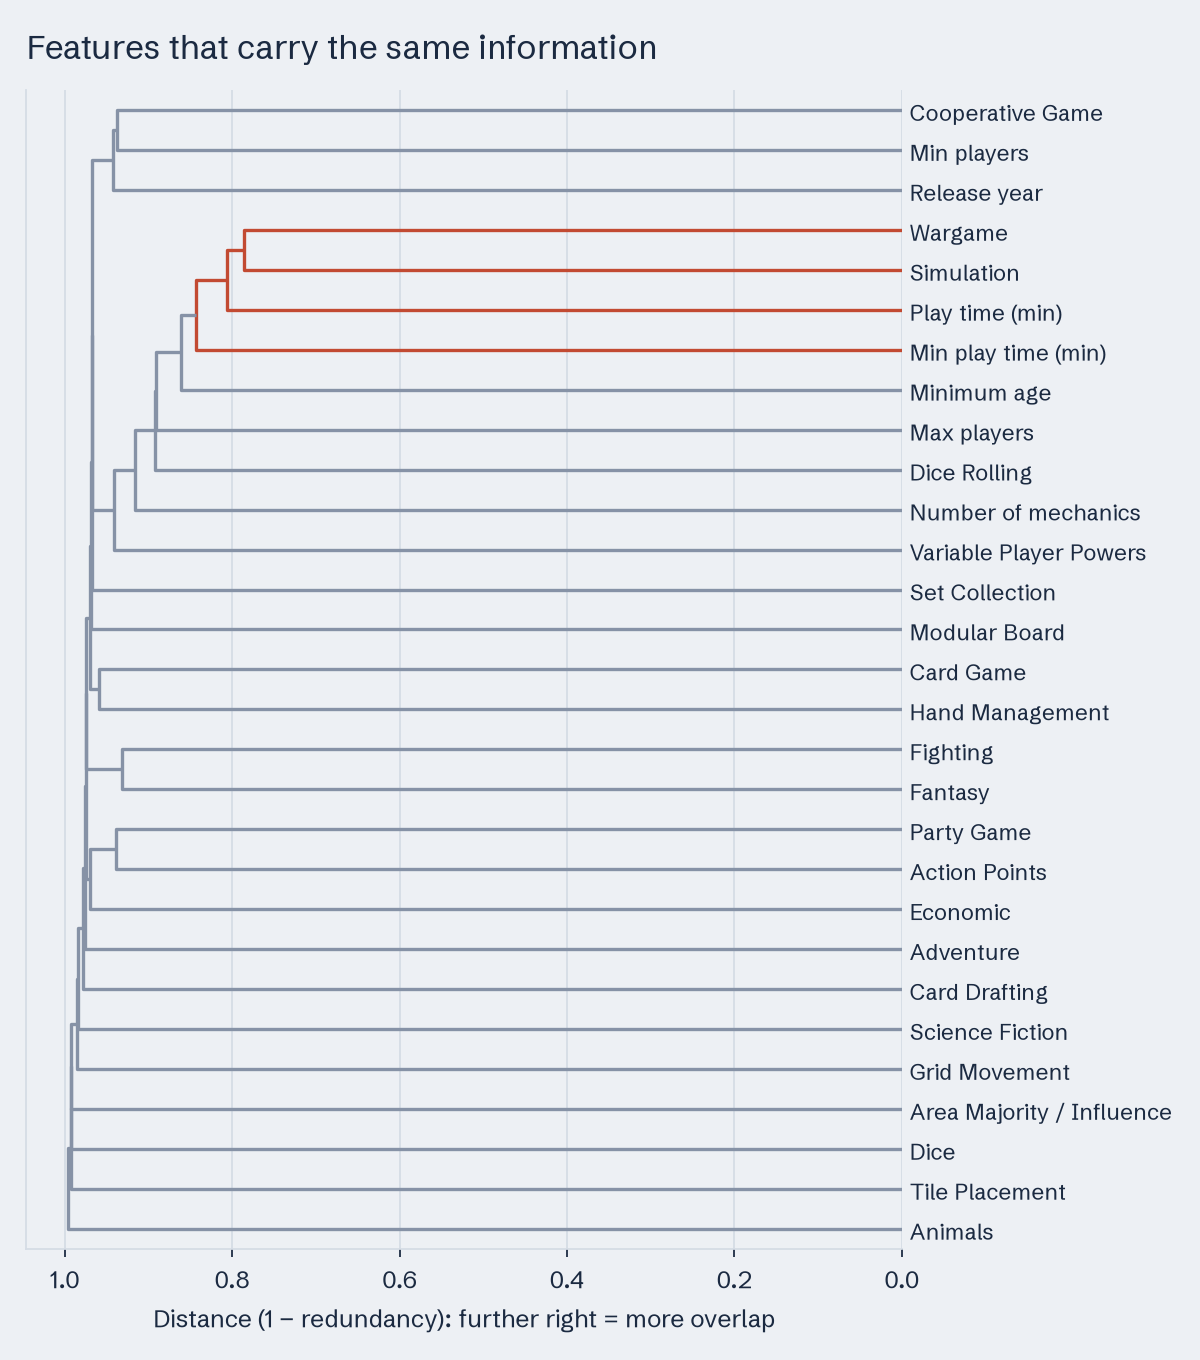 Features that carry the same information
Cooperative Game
Min players
Release year
Wargame
Simulation
Play time (min)
Min play time (min)
Minimum age
Max players
Dice Rolling
Number of mechanics
Variable Player Powers
Set Collection
Modular Board
Card Game
Hand Management
Fighting
Fantasy
Party Game
Action Points
Economic
Adventure
Card Drafting
Science Fiction
Grid Movement
Area Majority / Influence
Dice
Tile Placement
Animals
1.0 0.8 0.6 0.4 0.2 0.0
Distance (1 − redundancy): further right = more overlap